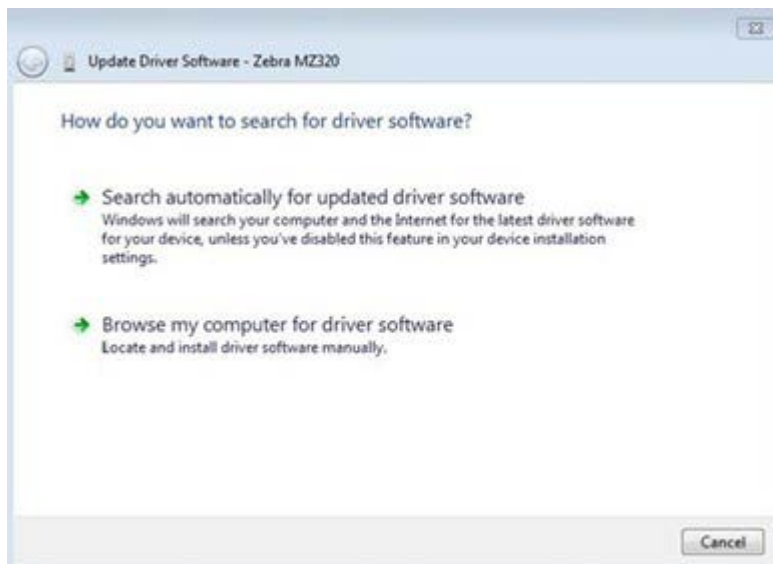 Update Driver Software - Zebra MZ320
How do you want to search for driver software?
Search automatically for updated driver software
Windows will search your computer and the Internet for the latest driver software
for your device, unless you've disabled this feature in your device installation
settings.
Browse my computer for driver software
Locate and install driver software manually.
Cancel